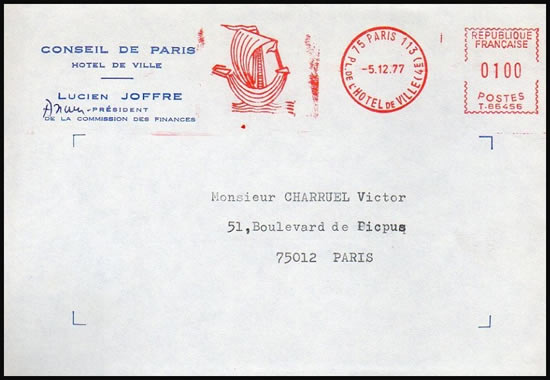 CONSEIL DE PARIS
HOTEL DE VILLE
LUCIEN JOFFRE
Ancien -PRÉSIDENT
DE LA COMMISSION DES FINANCES
75 PARIS 113
PL. DE L'HOTEL DE VILLE (4E)
-5.12.77
RÉPUBLIQUE
FRANÇAISE
0100
POSTES
T.86456
Monsieur CHARRUEL Victor
51,Boulevard de Picpus
75012 PARIS